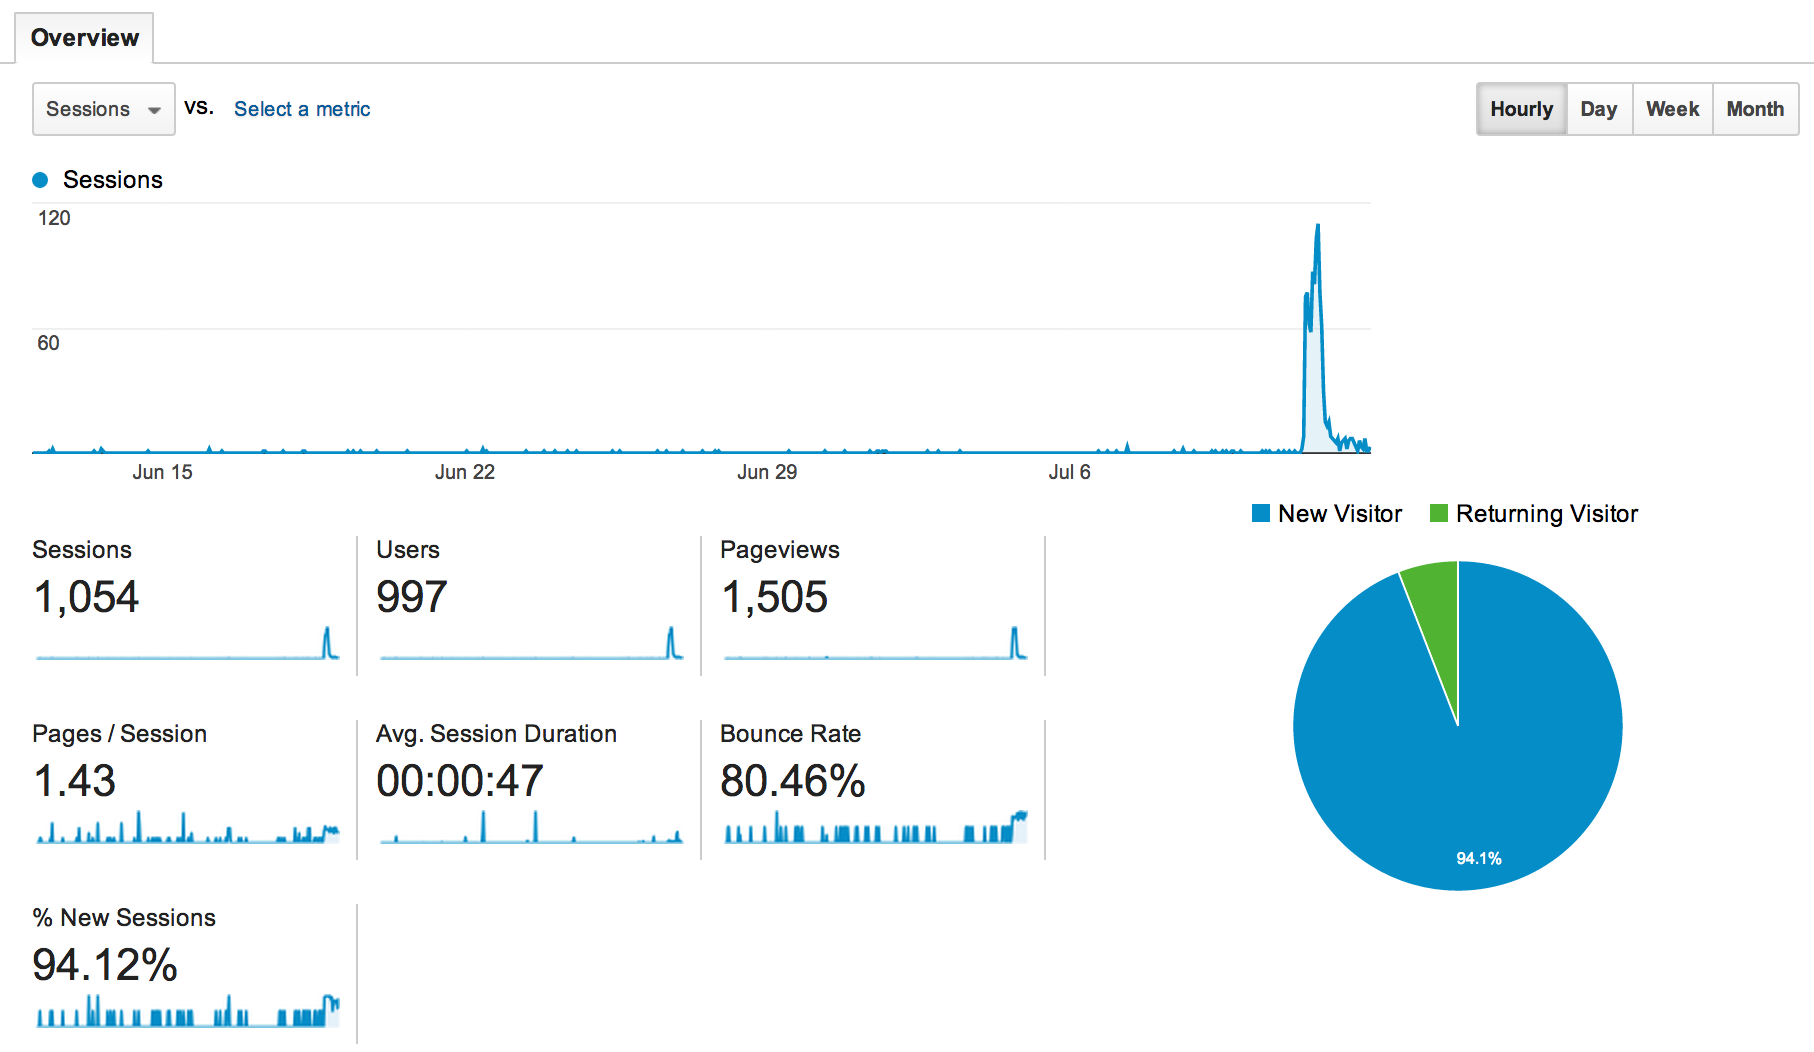 Overview
Sessions vs. Select a metric
Hourly Day Week Month
Sessions
120
60
Jun 15 Jun 22 Jun 29 Jul 6
New Visitor Returning Visitor
Sessions Users Pageviews
1,054 997 1,505
Pages / Session Avg. Session Duration Bounce Rate
1.43 00:00:47 80.46%
94.1%
% New Sessions
94.12%